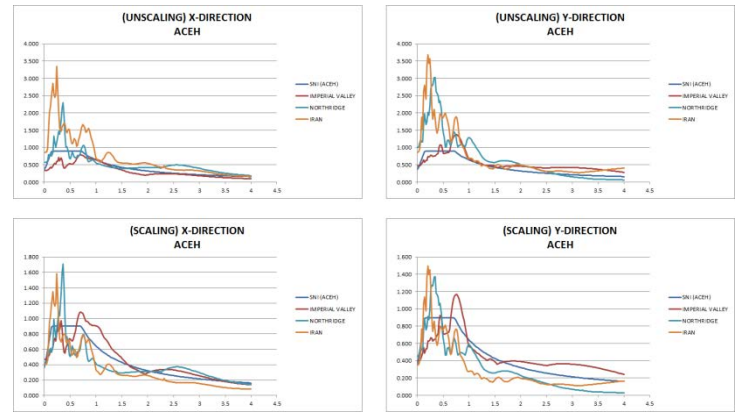 (UNSCALING) X-DIRECTION
ACEH
4.000
3.500
3.000
2.500
2.000
1.500
1.000
0.500
0.000
0 0.5 1 1.5 2 2.5 3 3.5 4 4.5
SNI (ACEH)
IMPERIAL VALLEY
NORTHRIDGE
IRAN
(UNSCALING) Y-DIRECTION
ACEH
4.000
3.500
3.000
2.500
2.000
1.500
1.000
0.500
0.000
0 0.5 1 1.5 2 2.5 3 3.5 4 4.5
SNI (ACEH)
IMPERIAL VALLEY
NORTHRIDGE
IRAN
(SCALING) X-DIRECTION
ACEH
1.800
1.600
1.400
1.200
1.000
0.800
0.600
0.400
0.200
0.000
0 0.5 1 1.5 2 2.5 3 3.5 4 4.5
SNI (ACEH)
IMPERIAL VALLEY
NORTHRIDGE
IRAN
(SCALING) Y-DIRECTION
ACEH
1.600
1.400
1.200
1.000
0.800
0.600
0.400
0.200
0.000
0 0.5 1 1.5 2 2.5 3 3.5 4 4.5
SNI (ACEH)
IMPERIAL VALLEY
NORTHRIDGE
IRAN